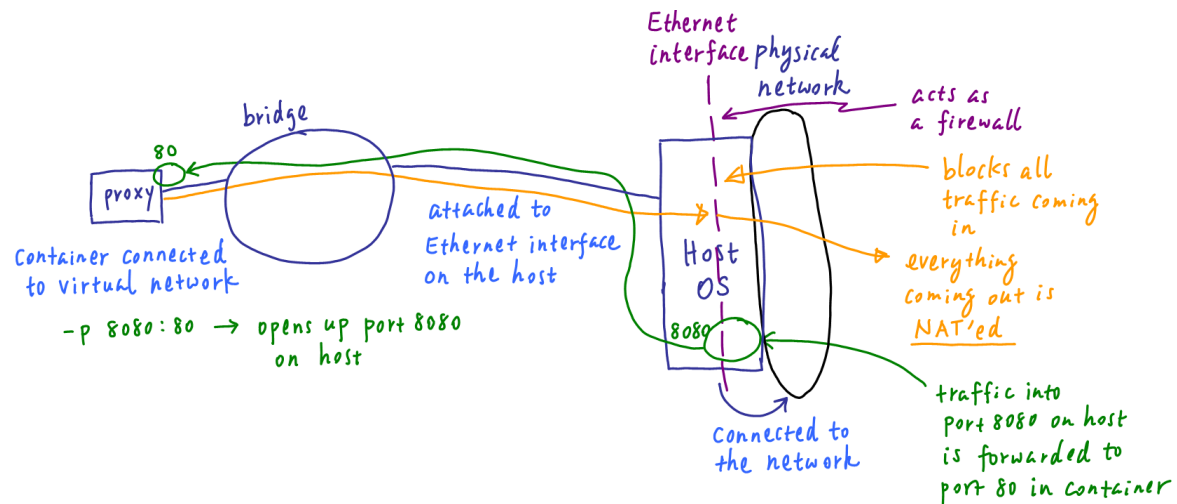 Ethernet
interface
physical
network
acts as
a firewall
bridge
80
proxy
blocks all
traffic coming
in
attached to
Ethernet interface
on the host
Container connected
to virtual network
Host
OS
everything
coming out is
NAT'ed
-p 8080:80 → opens up port 8080
on host
8080
traffic into
port 8080 on host
is forwarded to
port 80 in container
connected to
the network